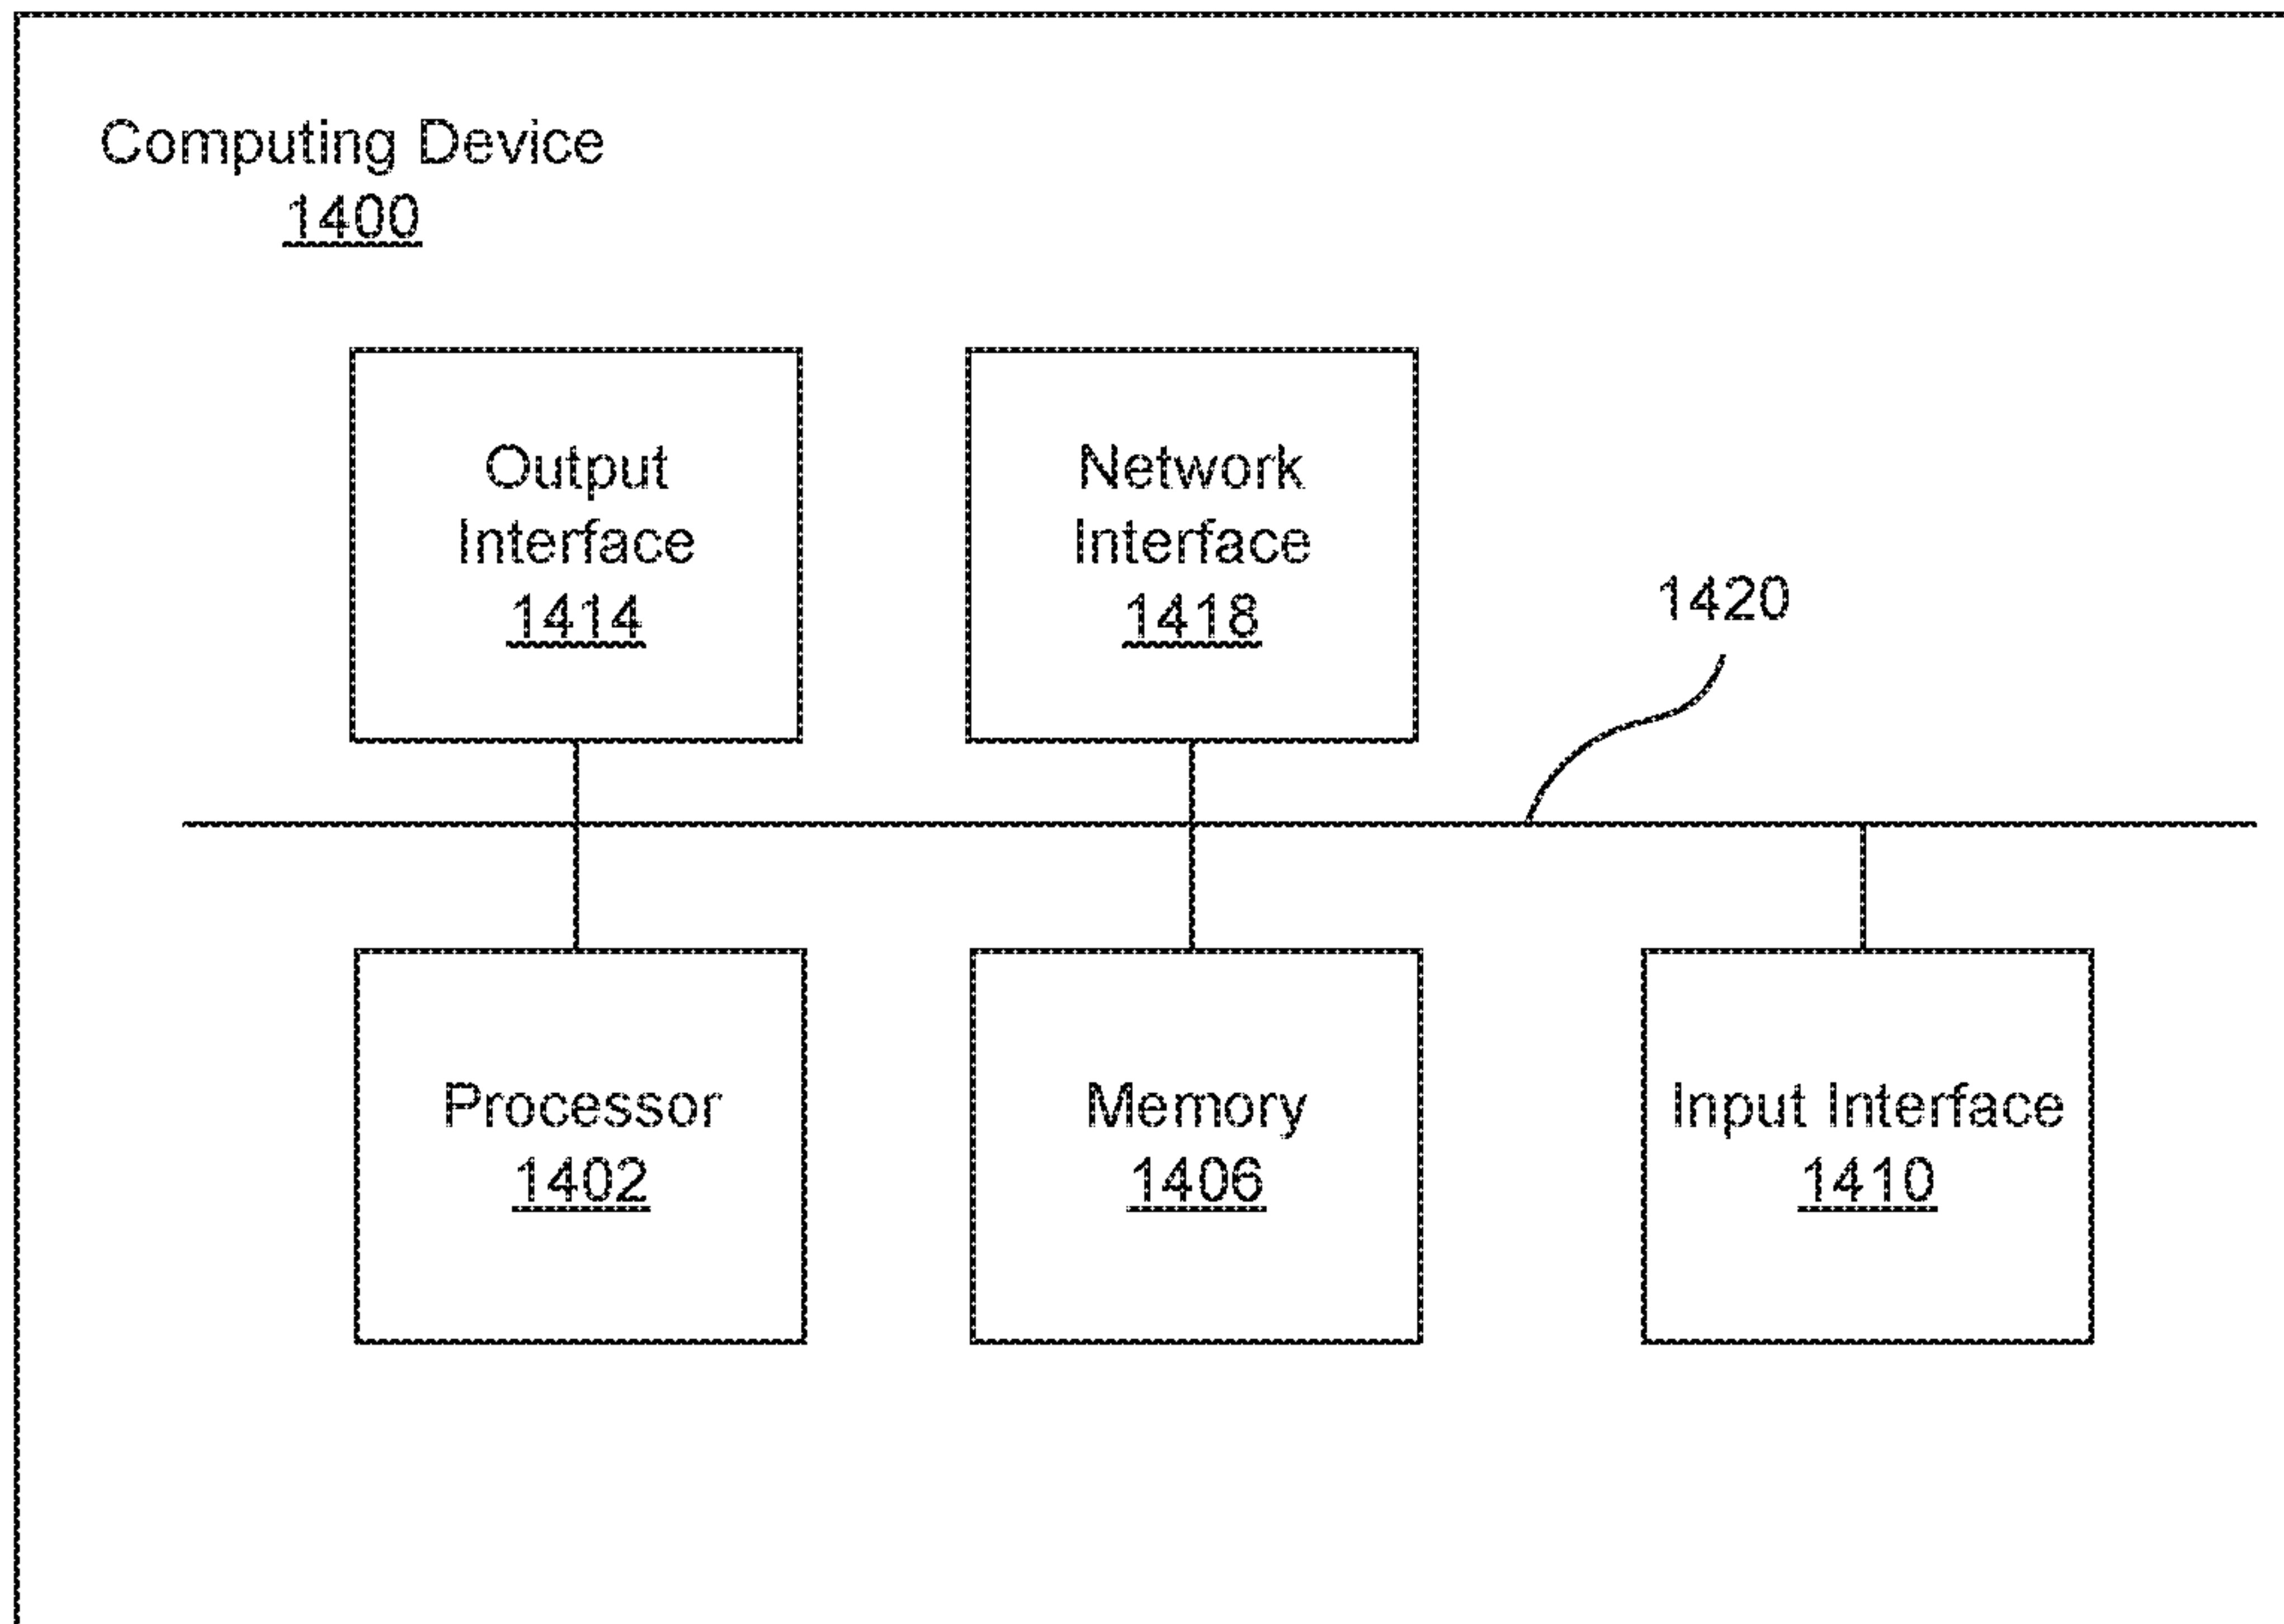 Computing Device
1400
Output
Interface
1414
Network
Interface
1418
1420
Processor
1402
Memory
1406
Input Interface
1410